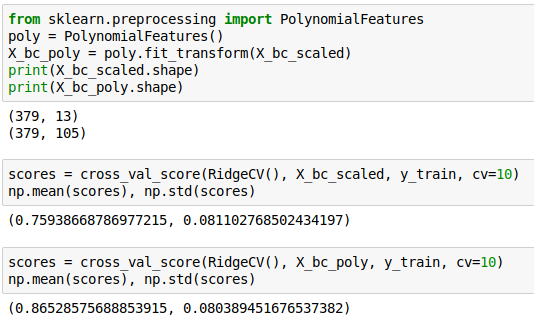 from sklearn.preprocessing import PolynomialFeatures
poly = PolynomialFeatures()
X_bc_poly = poly.fit_transform(X_bc_scaled)
print(X_bc_scaled.shape)
print(X_bc_poly.shape)
(379, 13)
(379, 105)
scores = cross_val_score(RidgeCV(), X_bc_scaled, y_train, cv=10)
np.mean(scores), np.std(scores)
(0.75938668786977215, 0.081102768502434197)
scores = cross_val_score(RidgeCV(), X_bc_poly, y_train, cv=10)
np.mean(scores), np.std(scores)
(0.86528575688853915, 0.080389451676537382)